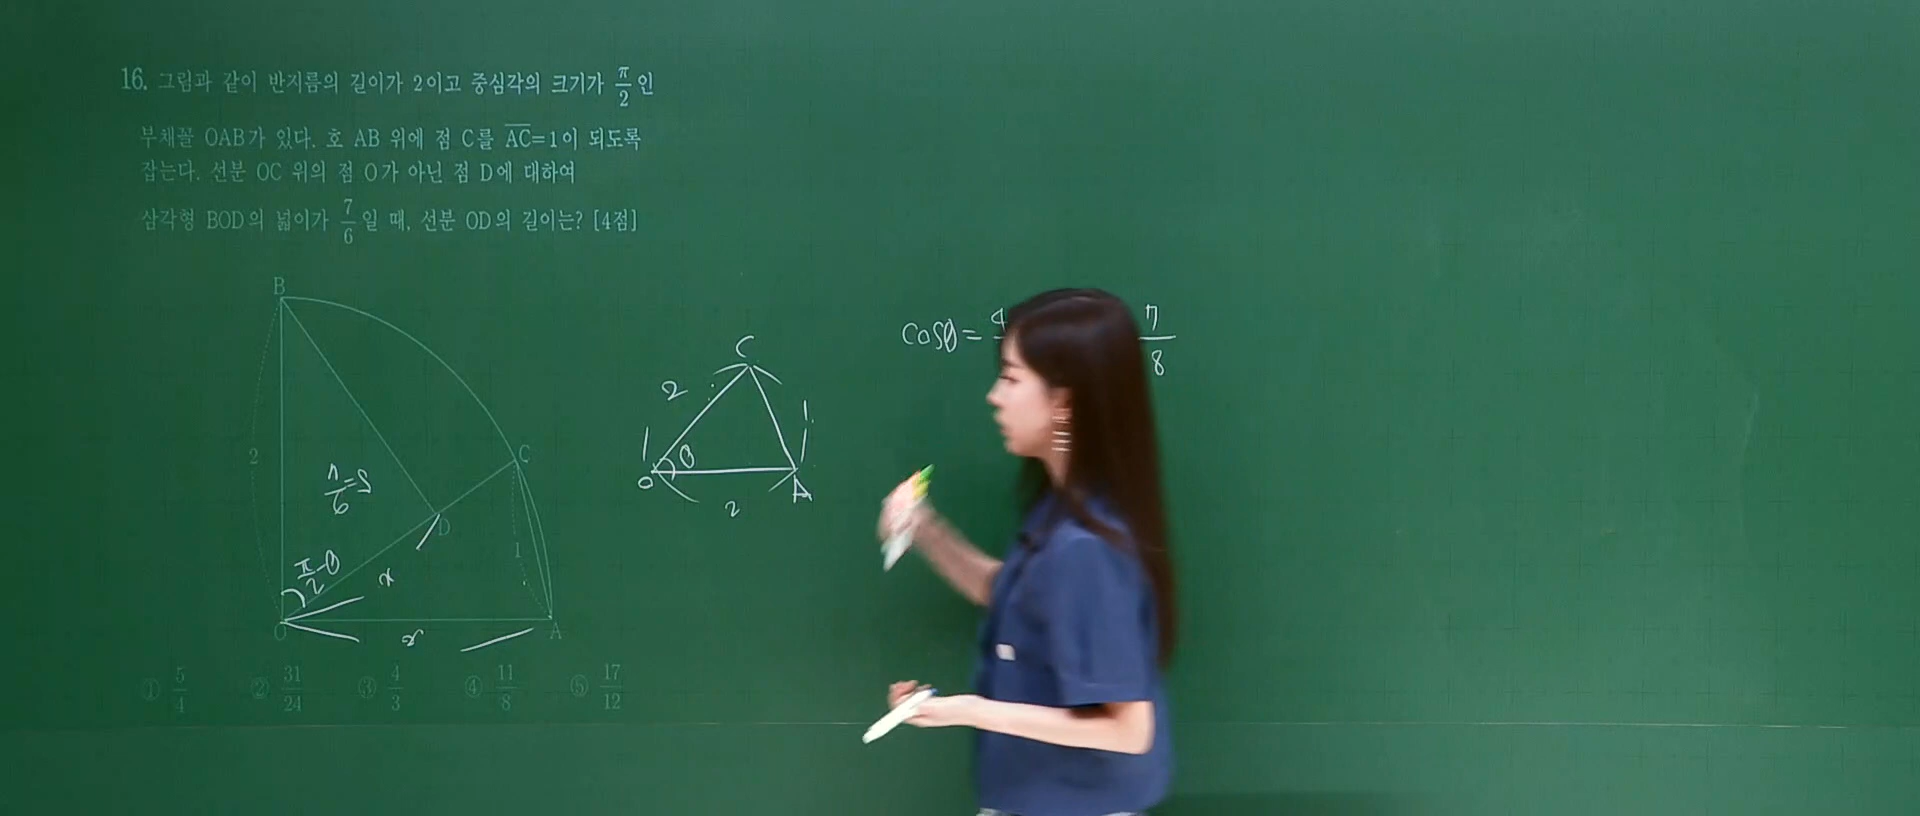 16. 그림과 같이 반지름의 길이가 2이고 중심각의 크기가 π/2인
부채꼴 OAB가 있다. 호 AB 위에 점 C를 AC=1이 되도록
잡는다. 선분 OC 위의 점 O가 아닌 점 D에 대하여
삼각형 BOD의 넓이가 7/6일 때, 선분 OD의 길이는? [4점]
B
2
7/6=S
π/2-θ
x
D
C
1
O
2
A
① 5/4 ② 31/24 ③ 4/3 ④ 11/8 ⑤ 17/12
C
2
1
θ
O
2
A
cosθ=
7/8